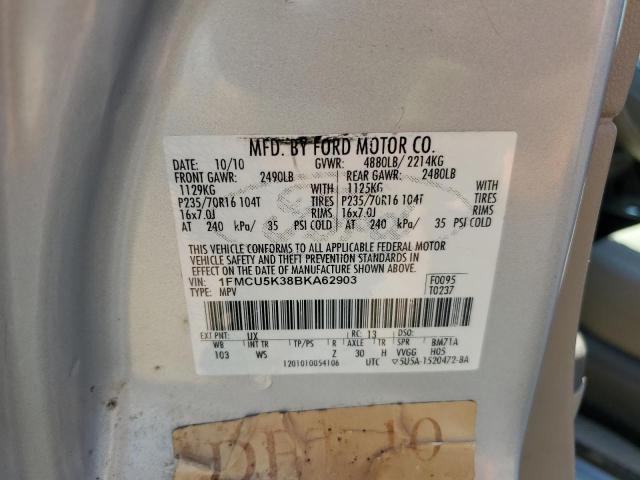 MFD. BY FORD MOTOR CO.
DATE: 10/10 GVWR: 4880LB/ 2214KG
FRONT GAWR: 2490LB REAR GAWR: 2480LB
1129KG WITH 1125KG WITH
P235/70R16 104T TIRES P235/70R16 104T TIRES
16x7.0J RIMS 16x7.0J RIMS
AT 240 kPa/ 35 PSI COLD AT 240 kPa/ 35 PSI COLD
THIS VEHICLE CONFORMS TO ALL APPLICABLE FEDERAL MOTOR
VEHICLE SAFETY AND THEFT PREVENTION STANDARDS IN
EFFECT ON THE DATE OF MANUFACTURE SHOWN ABOVE.
VIN: 1FMCU5K38BKA62903 F0095
TYPE: MPV T0237
EXT PNT: UX RC: 13 DSO:
WB INT TR TP/PS R AXLE TR SPR BM71A
103 WS Z 30 H VVGG H05
1201010054106 UTC 5U5A-1520472-BA